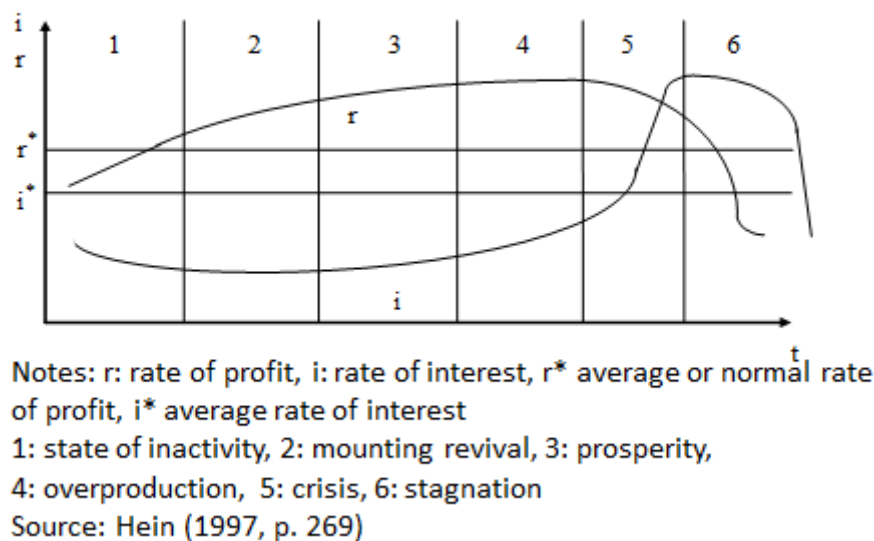 i
r
1 2 3 4 5 6
r
r*
i*
i
t
Notes: r: rate of profit, i: rate of interest, r* average or normal rate
of profit, i* average rate of interest
1: state of inactivity, 2: mounting revival, 3: prosperity,
4: overproduction, 5: crisis, 6: stagnation
Source: Hein (1997, p. 269)